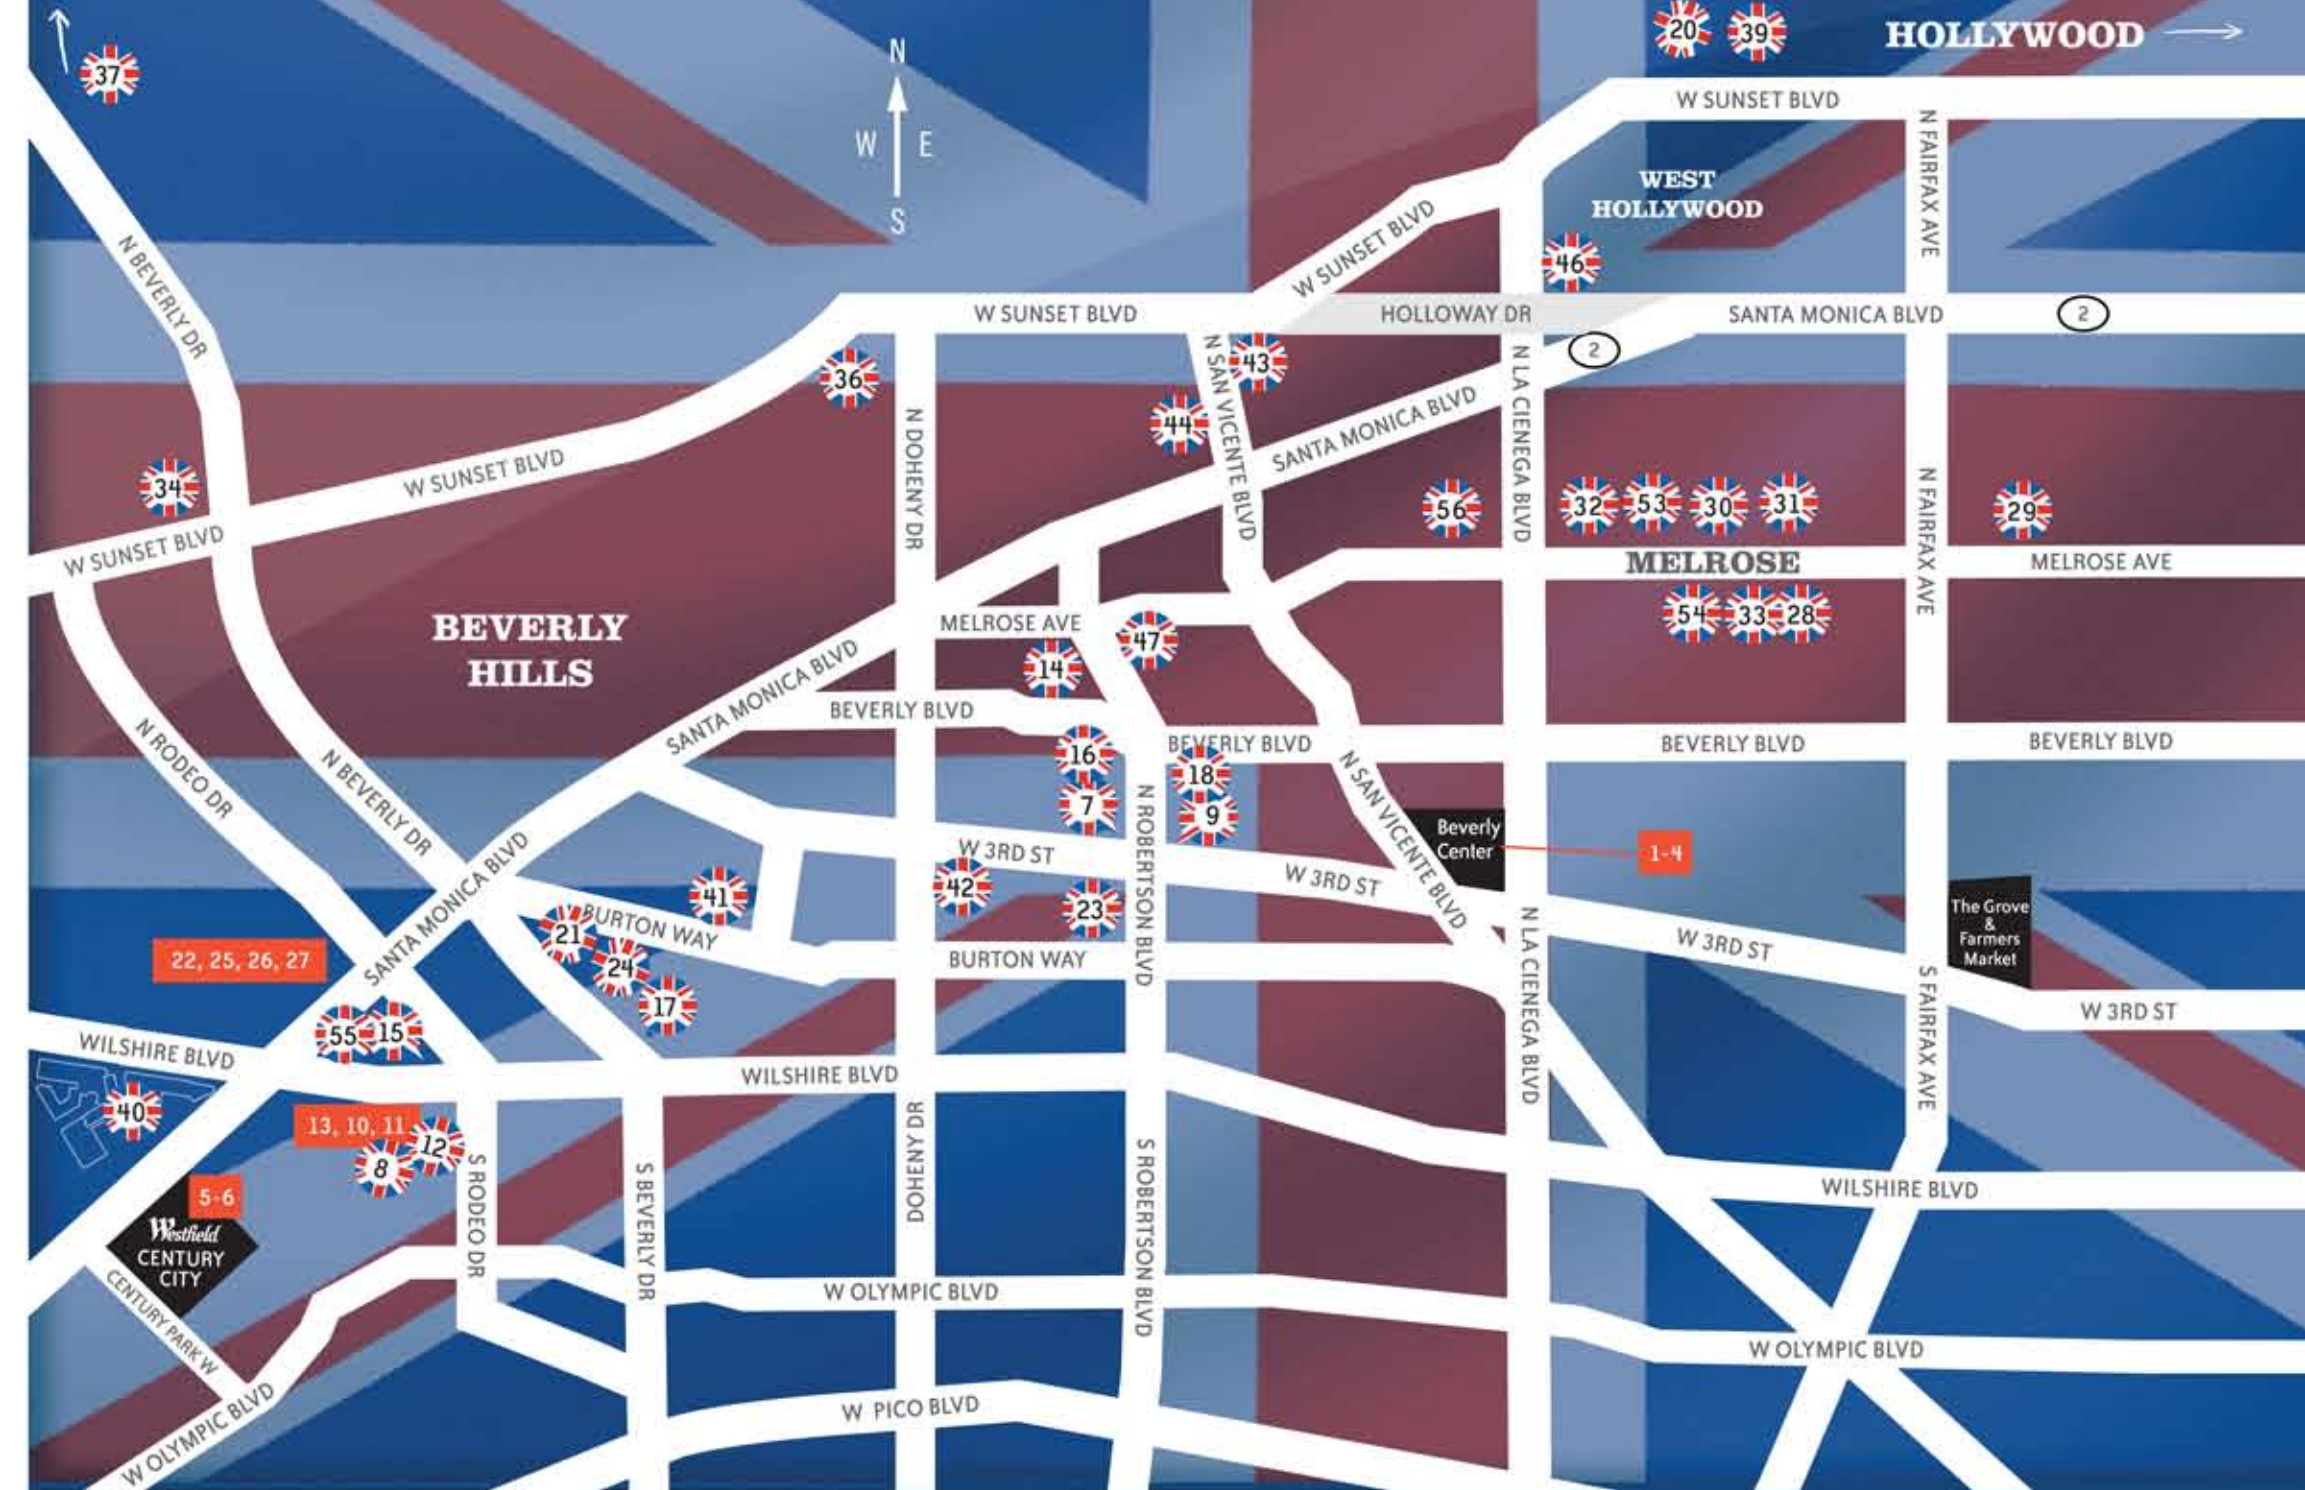 20
39
HOLLYWOOD
37
N
W
E
S
W SUNSET BLVD
N FAIRFAX AVE
WEST
HOLLYWOOD
W SUNSET BLVD
46
N BEVERLY DR
W SUNSET BLVD
HOLLOWAY DR
SANTA MONICA BLVD
2
2
N SAN VICENTE BLVD
43
36
N LA CIENEGA BLVD
SANTA MONICA BLVD
44
N DOHENY DR
W SUNSET BLVD
34
56
32
53
30
31
N FAIRFAX AVE
29
W SUNSET BLVD
MELROSE
MELROSE AVE
BEVERLY
HILLS
MELROSE AVE
47
54
33
28
14
SANTA MONICA BLVD
BEVERLY BLVD
N RODEO DR
N BEVERLY DR
16
BEVERLY BLVD
BEVERLY BLVD
BEVERLY BLVD
18
7
9
N ROBERTSON BLVD
N SAN VICENTE BLVD
Beverly
Center
1-4
W 3RD ST
W 3RD ST
SANTA MONICA BLVD
41
42
23
21
BURTON WAY
24
17
BURTON WAY
N LA CIENEGA BLVD
W 3RD ST
The Grove
&
Farmers
Market
S FAIRFAX AVE
W 3RD ST
22, 25, 26, 27
55
15
WILSHIRE BLVD
WILSHIRE BLVD
40
13, 10, 11
12
8
S RODEO DR
S BEVERLY DR
DOHENY DR
S ROBERTSON BLVD
WILSHIRE BLVD
5-6
Westfield
CENTURY
CITY
CENTURY PARK W
W OLYMPIC BLVD
W OLYMPIC BLVD
W OLYMPIC BLVD
W PICO BLVD